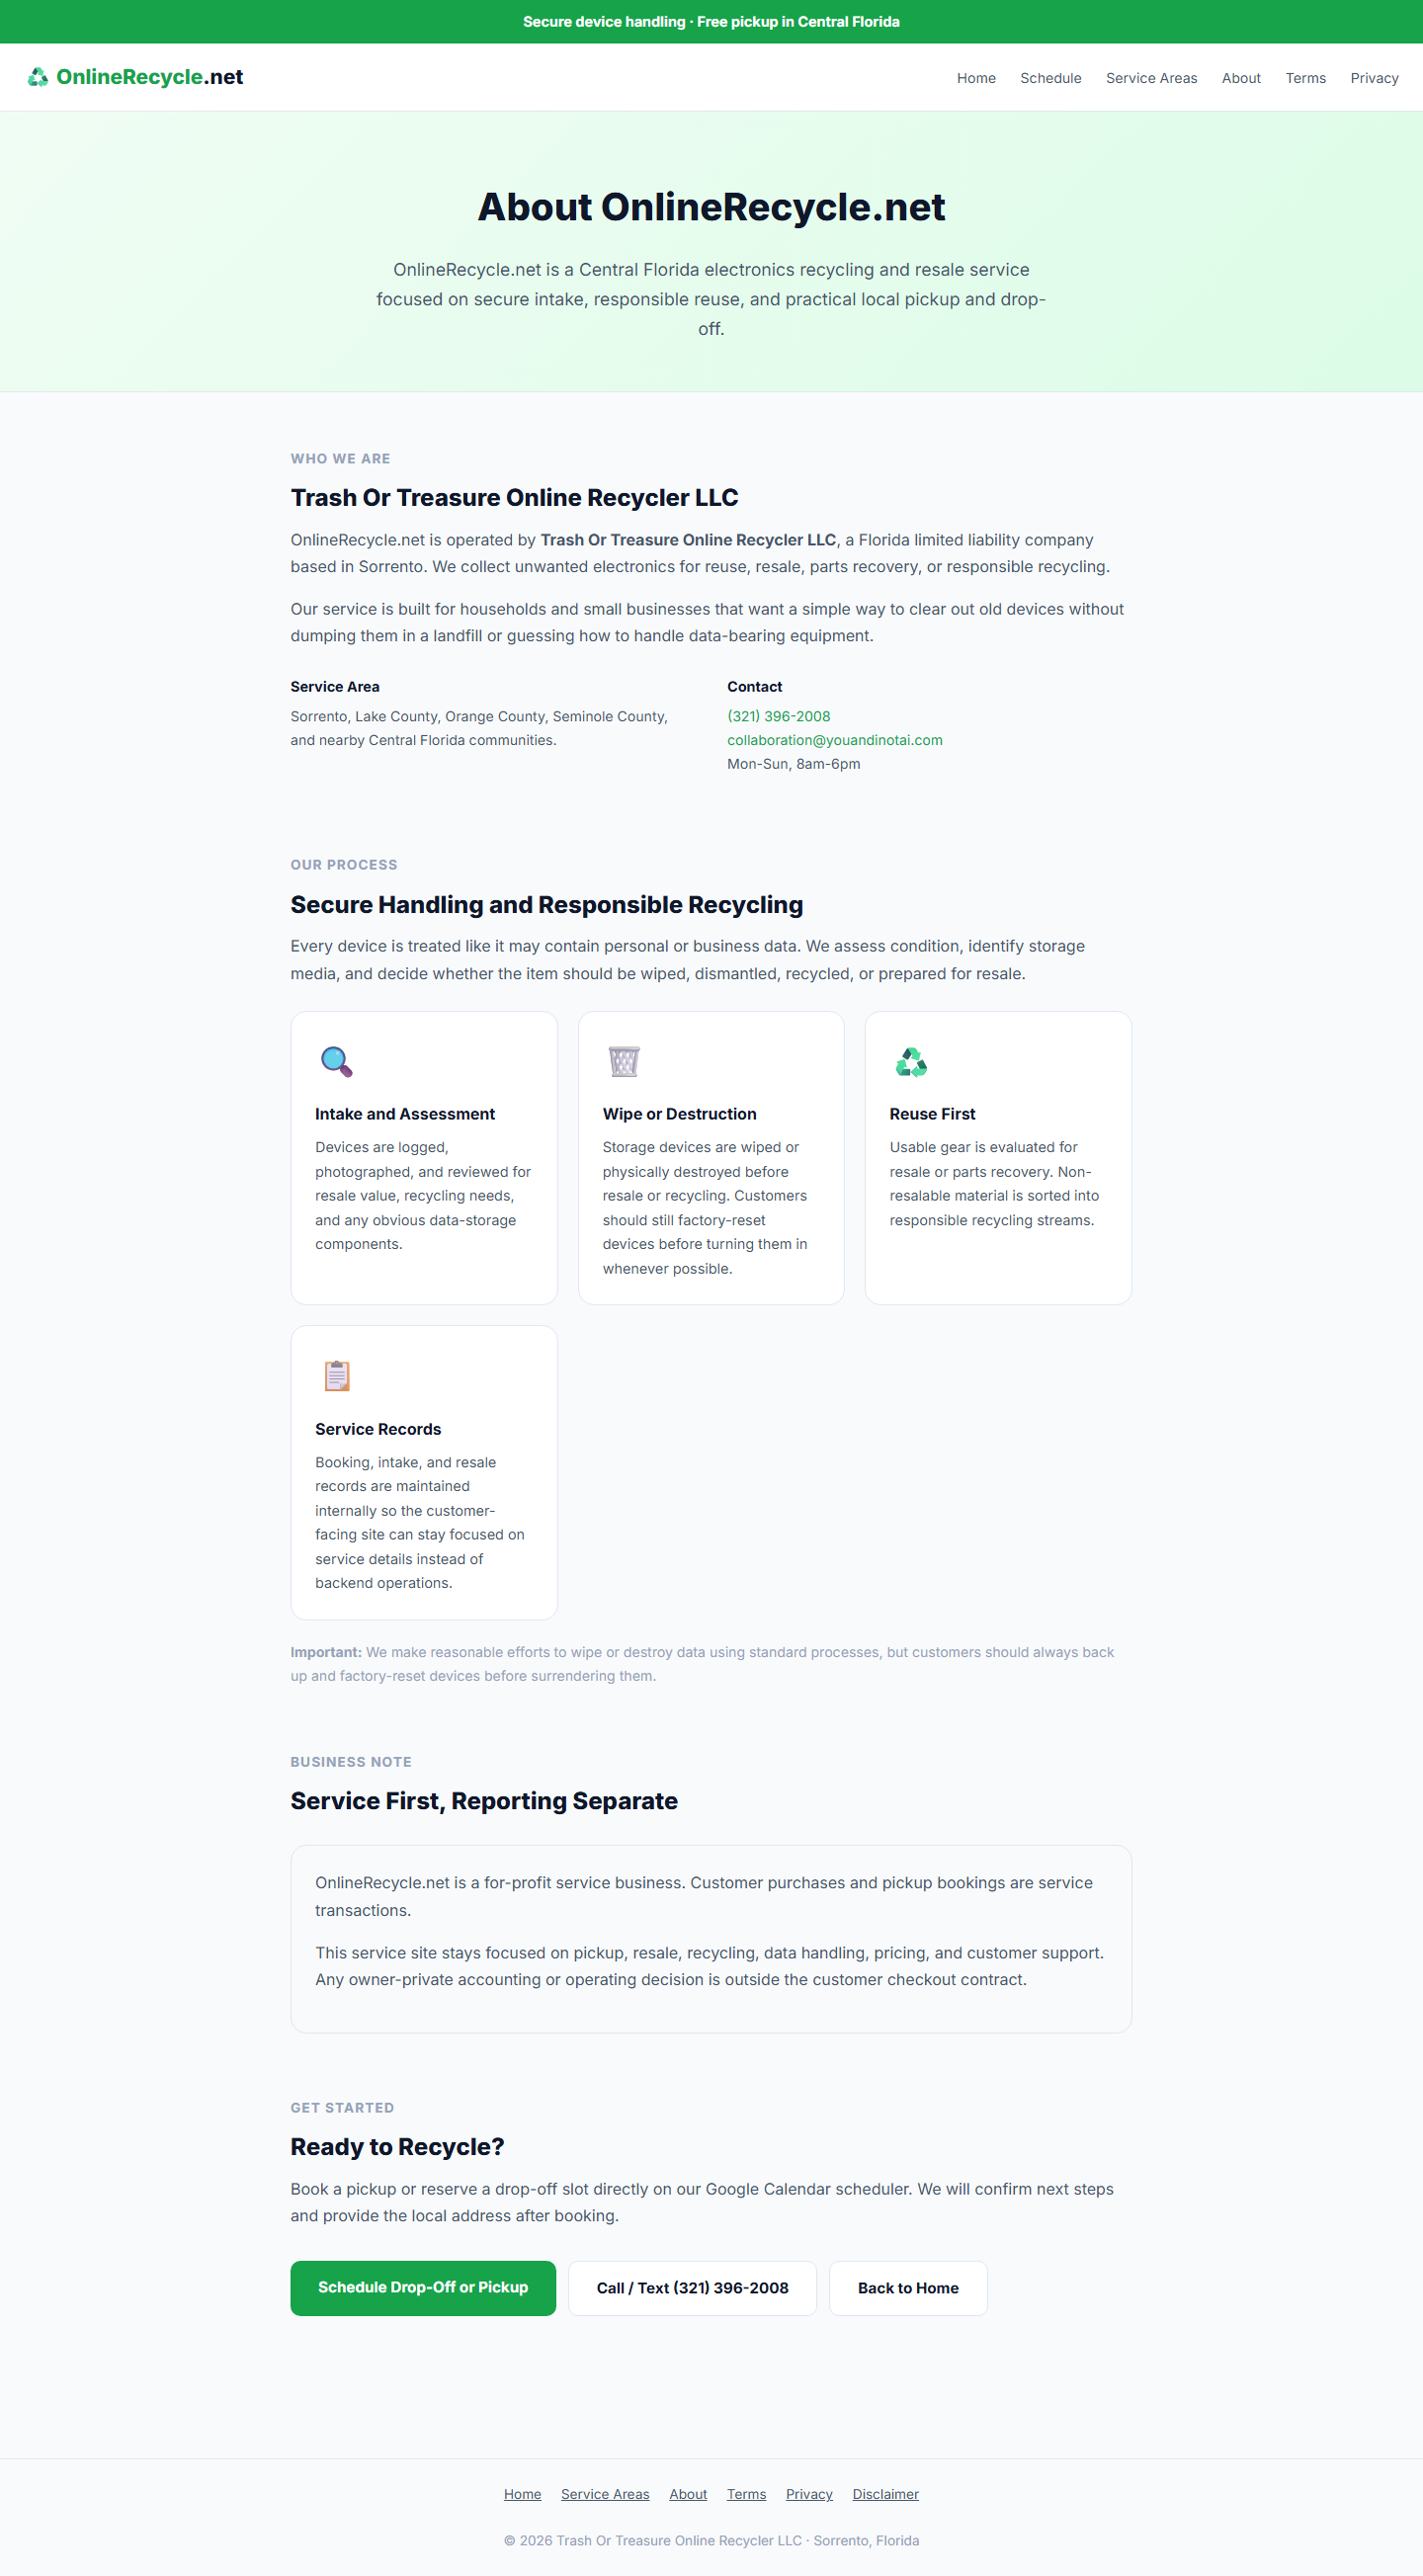 Secure device handling · Free pickup in Central Florida
OnlineRecycle.net
Home Schedule Service Areas About Terms Privacy
About OnlineRecycle.net
OnlineRecycle.net is a Central Florida electronics recycling and resale service
focused on secure intake, responsible reuse, and practical local pickup and drop-
off.
WHO WE ARE
Trash Or Treasure Online Recycler LLC
OnlineRecycle.net is operated by Trash Or Treasure Online Recycler LLC, a Florida limited liability company
based in Sorrento. We collect unwanted electronics for reuse, resale, parts recovery, or responsible recycling.
Our service is built for households and small businesses that want a simple way to clear out old devices without
dumping them in a landfill or guessing how to handle data-bearing equipment.
Service Area
Sorrento, Lake County, Orange County, Seminole County,
and nearby Central Florida communities.
Contact
(321) 396-2008
collaboration@youandinotai.com
Mon-Sun, 8am-6pm
OUR PROCESS
Secure Handling and Responsible Recycling
Every device is treated like it may contain personal or business data. We assess condition, identify storage
media, and decide whether the item should be wiped, dismantled, recycled, or prepared for resale.
Intake and Assessment
Devices are logged,
photographed, and reviewed for
resale value, recycling needs,
and any obvious data-storage
components.
Wipe or Destruction
Storage devices are wiped or
physically destroyed before
resale or recycling. Customers
should still factory-reset
devices before turning them in
whenever possible.
Reuse First
Usable gear is evaluated for
resale or parts recovery. Non-
resalable material is sorted into
responsible recycling streams.
Service Records
Booking, intake, and resale
records are maintained
internally so the customer-
facing site can stay focused on
service details instead of
backend operations.
Important: We make reasonable efforts to wipe or destroy data using standard processes, but customers should always back
up and factory-reset devices before surrendering them.
BUSINESS NOTE
Service First, Reporting Separate
OnlineRecycle.net is a for-profit service business. Customer purchases and pickup bookings are service
transactions.
This service site stays focused on pickup, resale, recycling, data handling, pricing, and customer support.
Any owner-private accounting or operating decision is outside the customer checkout contract.
GET STARTED
Ready to Recycle?
Book a pickup or reserve a drop-off slot directly on our Google Calendar scheduler. We will confirm next steps
and provide the local address after booking.
Schedule Drop-Off or Pickup
Call / Text (321) 396-2008
Back to Home
Home Service Areas About Terms Privacy Disclaimer
© 2026 Trash Or Treasure Online Recycler LLC · Sorrento, Florida